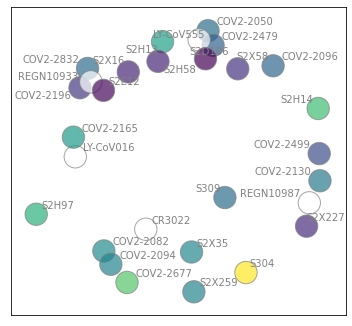 COV2-2050
LY-CoV555
COV2-2479
S2H13
COV2-2832
S2X16
S2X58
COV2-2096
S2H58
REGN10933
S2E12
COV2-2196
S2H14
COV2-2165
LY-CoV016
COV2-2499
COV2-2130
S309
REGN10987
S2H97
S2X227
CR3022
COV2-2082
S2X35
COV2-2094
S304
COV2-2677
S2X259